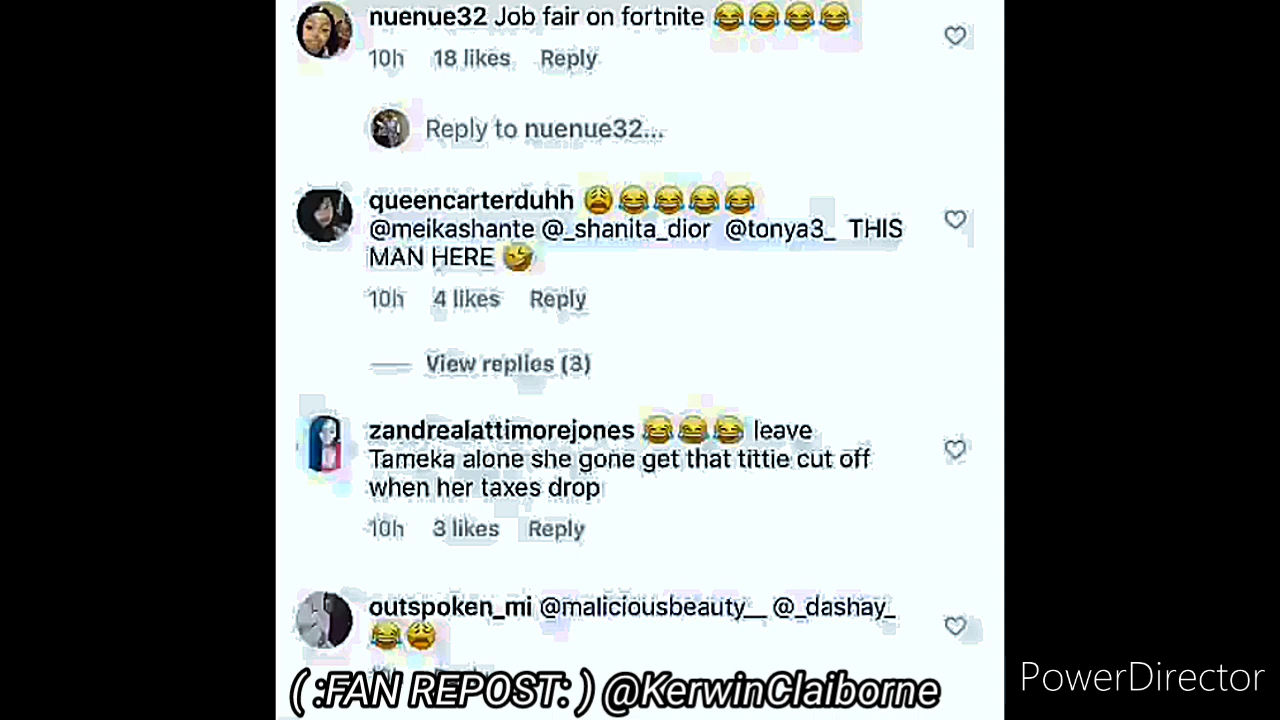 nuenue32 Job fair on fortnite 😂😂😂😂
10h 18 likes Reply
Reply to nuenue32...
queencarterduhh 😩😂😂😂😂
@meikashante @_shanita_dior @tonya3_ THIS
MAN HERE 🤣
10h 4 likes Reply
View replies (3)
zandrealattimorejones 😂😂😂 leave
Tameka alone she gone get that tittie cut off
when her taxes drop
10h 3 likes Reply
outspoken_mi @maliciousbeauty__ @_dashay_
😂😩
( :FAN REPOST: ) @KerwinClaiborne
PowerDirector